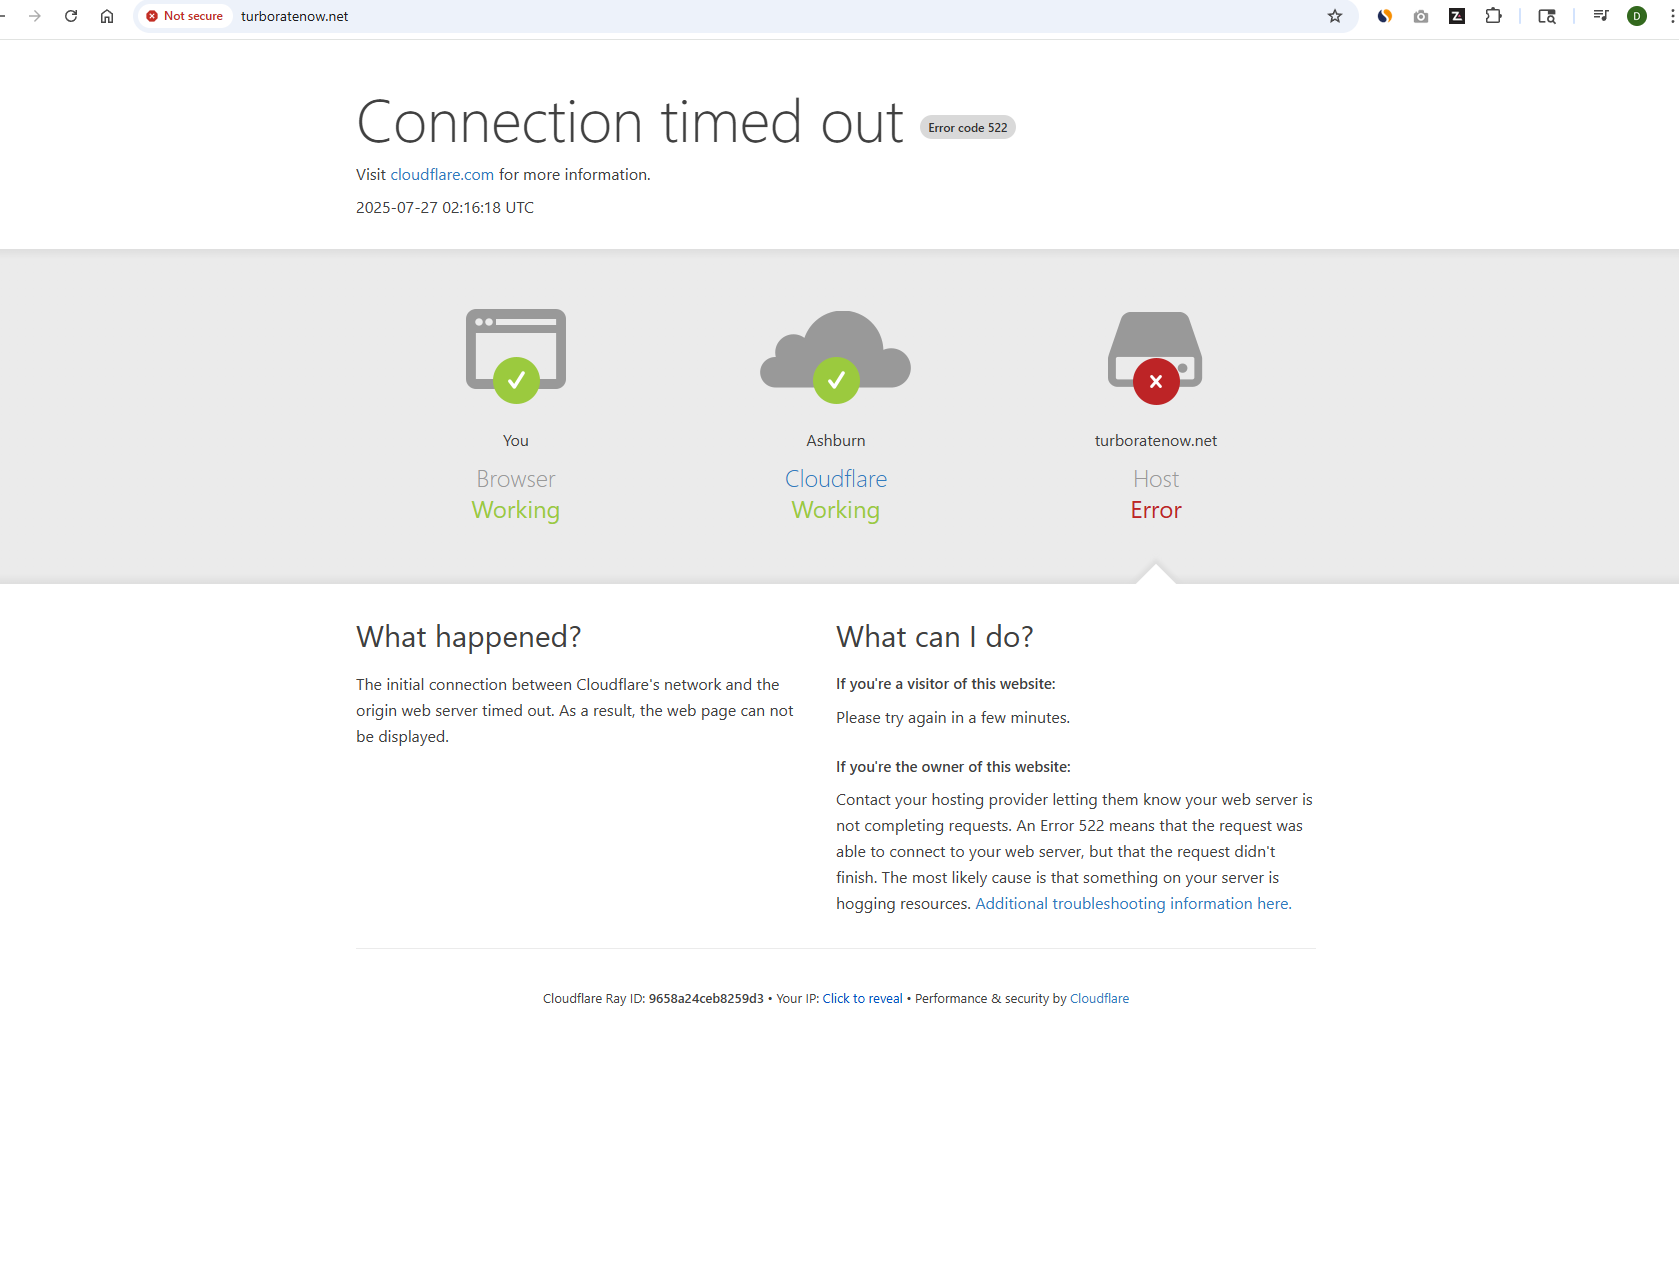 Not secure turboratenow.net
D
Connection timed out Error code 522
Visit cloudflare.com for more information.
2025-07-27 02:16:18 UTC
You
Browser
Working
Ashburn
Cloudflare
Working
turboratenow.net
Host
Error
What happened?
The initial connection between Cloudflare's network and the
origin web server timed out. As a result, the web page can not
be displayed.
What can I do?
If you're a visitor of this website:
Please try again in a few minutes.
If you're the owner of this website:
Contact your hosting provider letting them know your web server is
not completing requests. An Error 522 means that the request was
able to connect to your web server, but that the request didn't
finish. The most likely cause is that something on your server is
hogging resources. Additional troubleshooting information here.
Cloudflare Ray ID: 9658a24ceb8259d3 • Your IP: Click to reveal • Performance & security by Cloudflare